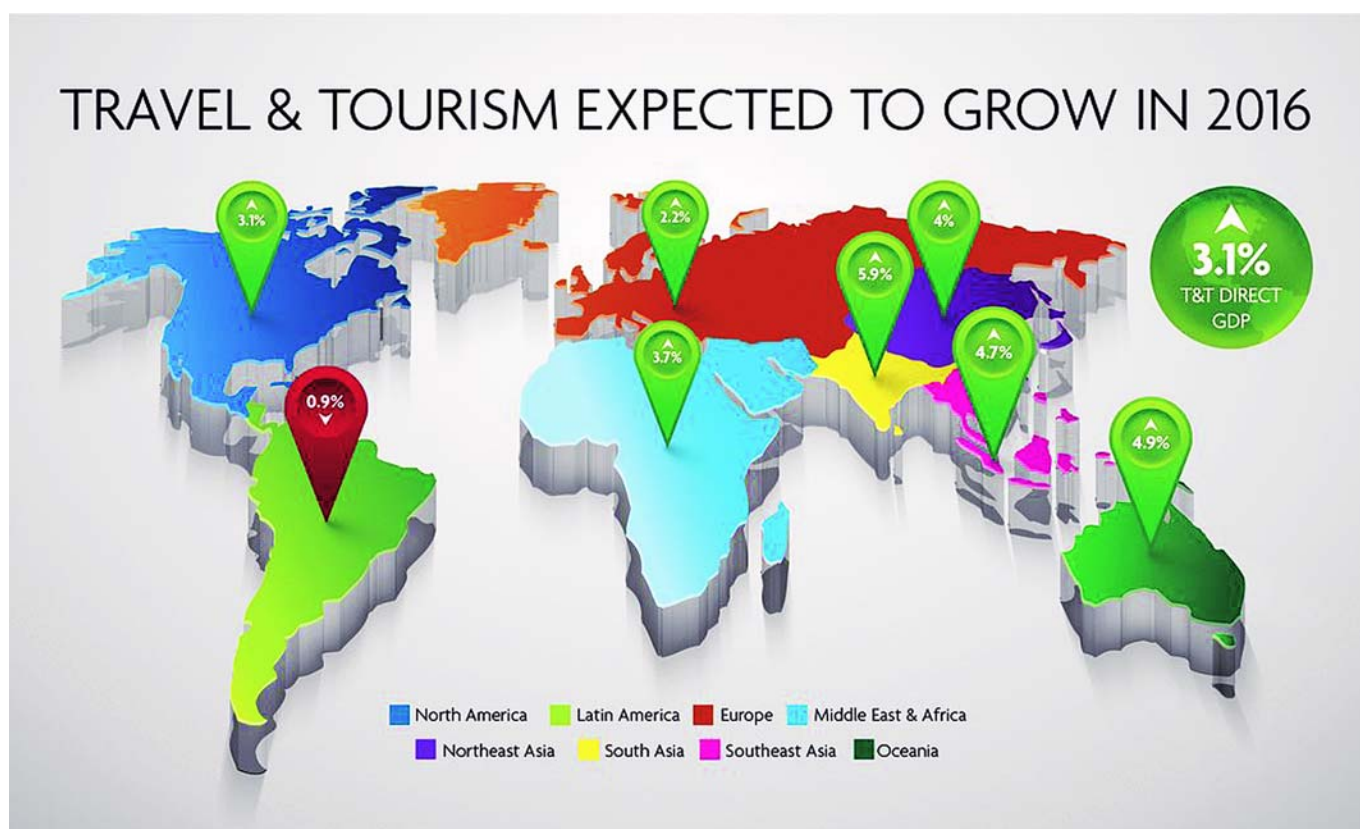 TRAVEL & TOURISM EXPECTED TO GROW IN 2016
3.1%
2.2%
4%
5.9%
3.1%
T&T DIRECT
GDP
3.7%
4.7%
0.9%
4.9%
North America Latin America Europe Middle East & Africa
Northeast Asia South Asia Southeast Asia Oceania